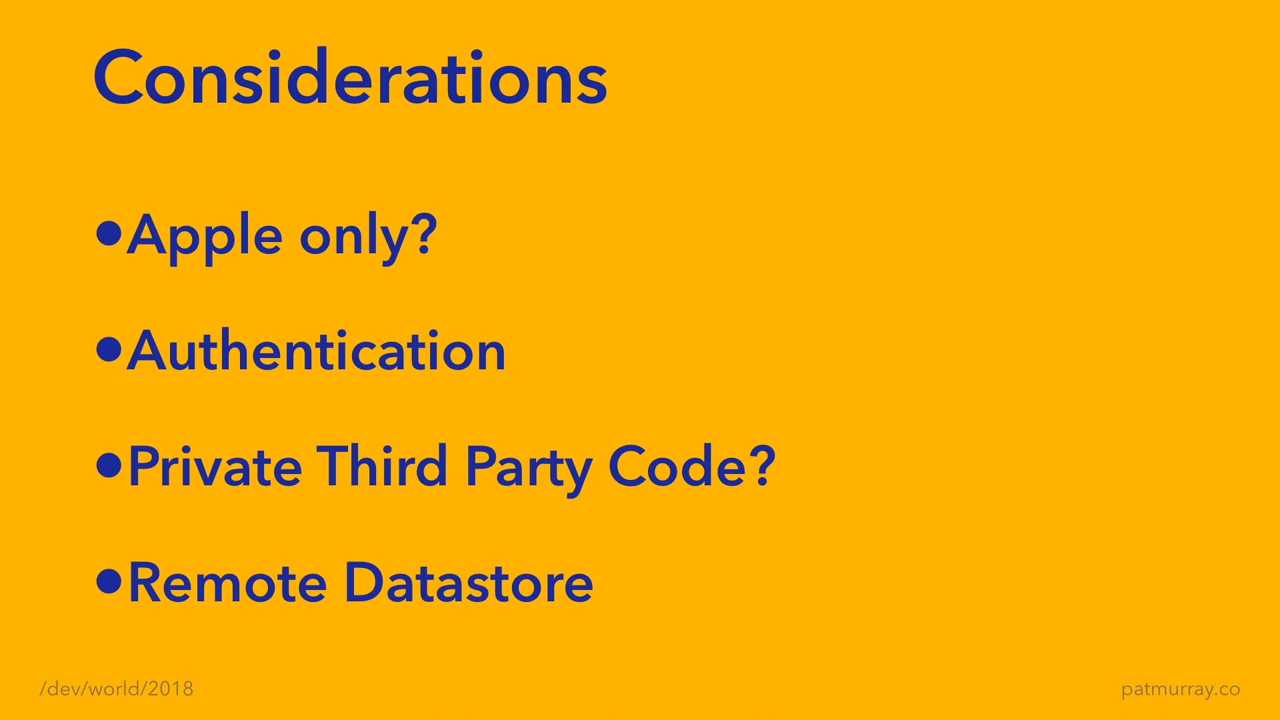 Considerations
•Apple only?
•Authentication
•Private Third Party Code?
•Remote Datastore
/dev/world/2018
patmurray.co